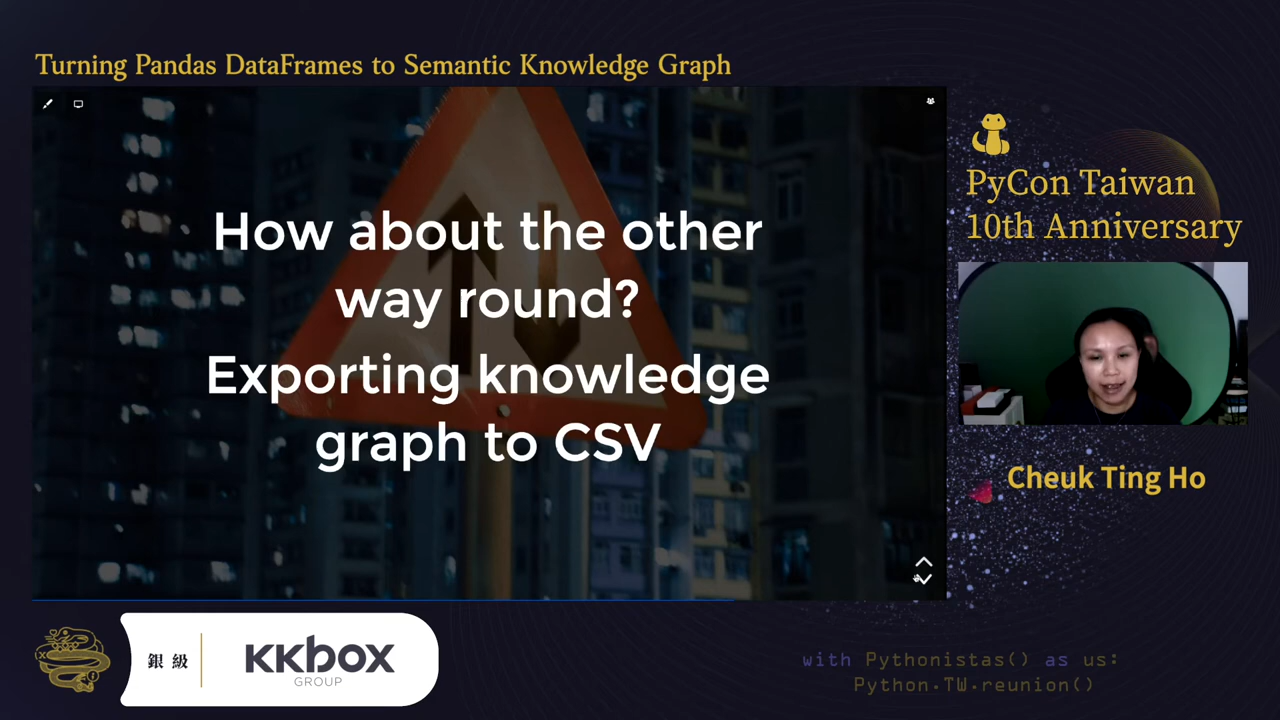 Turning Pandas DataFrames to Semantic Knowledge Graph
How about the other
way round?
Exporting knowledge
graph to CSV
PyCon Taiwan
10th Anniversary
Cheuk Ting Ho
銀級
KKBOX
GROUP
with Pythonistas() as us:
Python.TW.reunion()